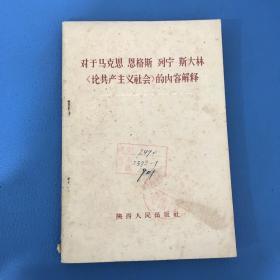 对于马克思 恩格斯 列宁 斯大林
《论共产主义社会》的内容解释
陕西人民出版社